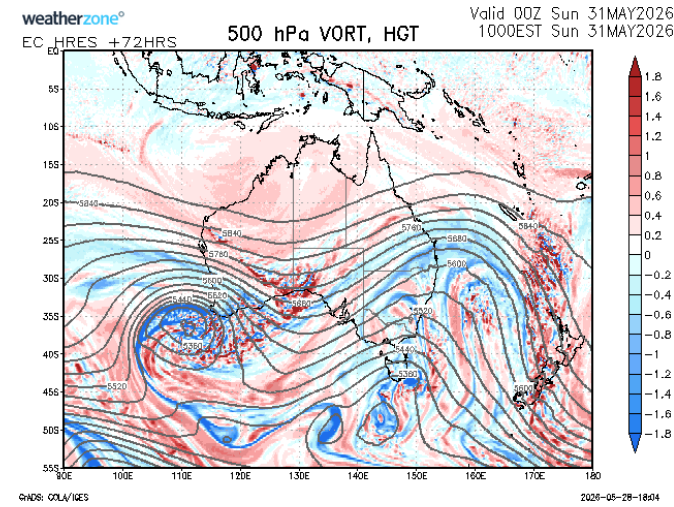 weatherzone°
Valid 00Z Sun 31MAY2026
EC HRES +72HRS
500 hPa VORT, HGT
1000EST Sun 31MAY2026
EQ
5S
10S
15S
20S
25S
30S
35S
40S
45S
50S
55S
90E
100E
110E
120E
130E
140E
150E
160E
170E
180
5840
5840
5760
5840
5680
5760
5600
5600
5520
5440
5680
5520
5360
5440
5360
5520
5600
1.8
1.6
1.4
1.2
1
0.8
0.6
0.4
0.2
0
-0.2
-0.4
-0.6
-0.8
-1
-1.2
-1.4
-1.6
-1.8
GrADS: COLA/IGES
2026-05-28-18:04